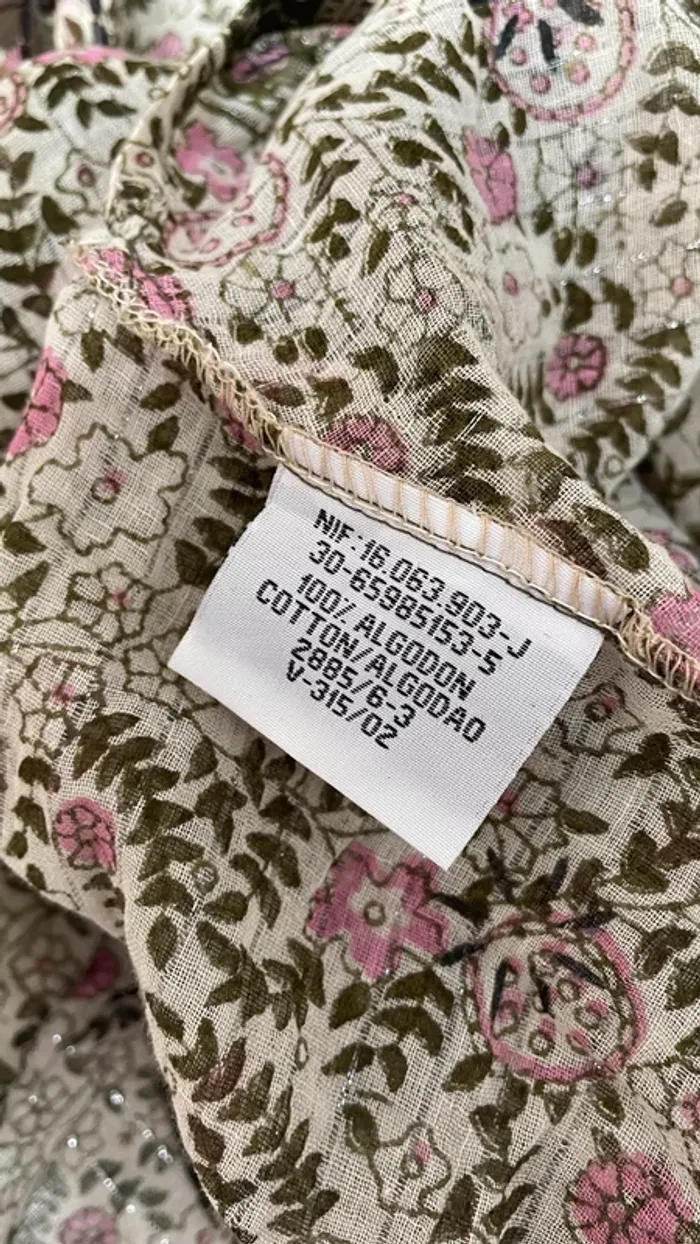 NIF:16.063.903-J
30-65985153-5
100% ALGODON
COTTON/ALGODAO
2885/6-3
V-315/02